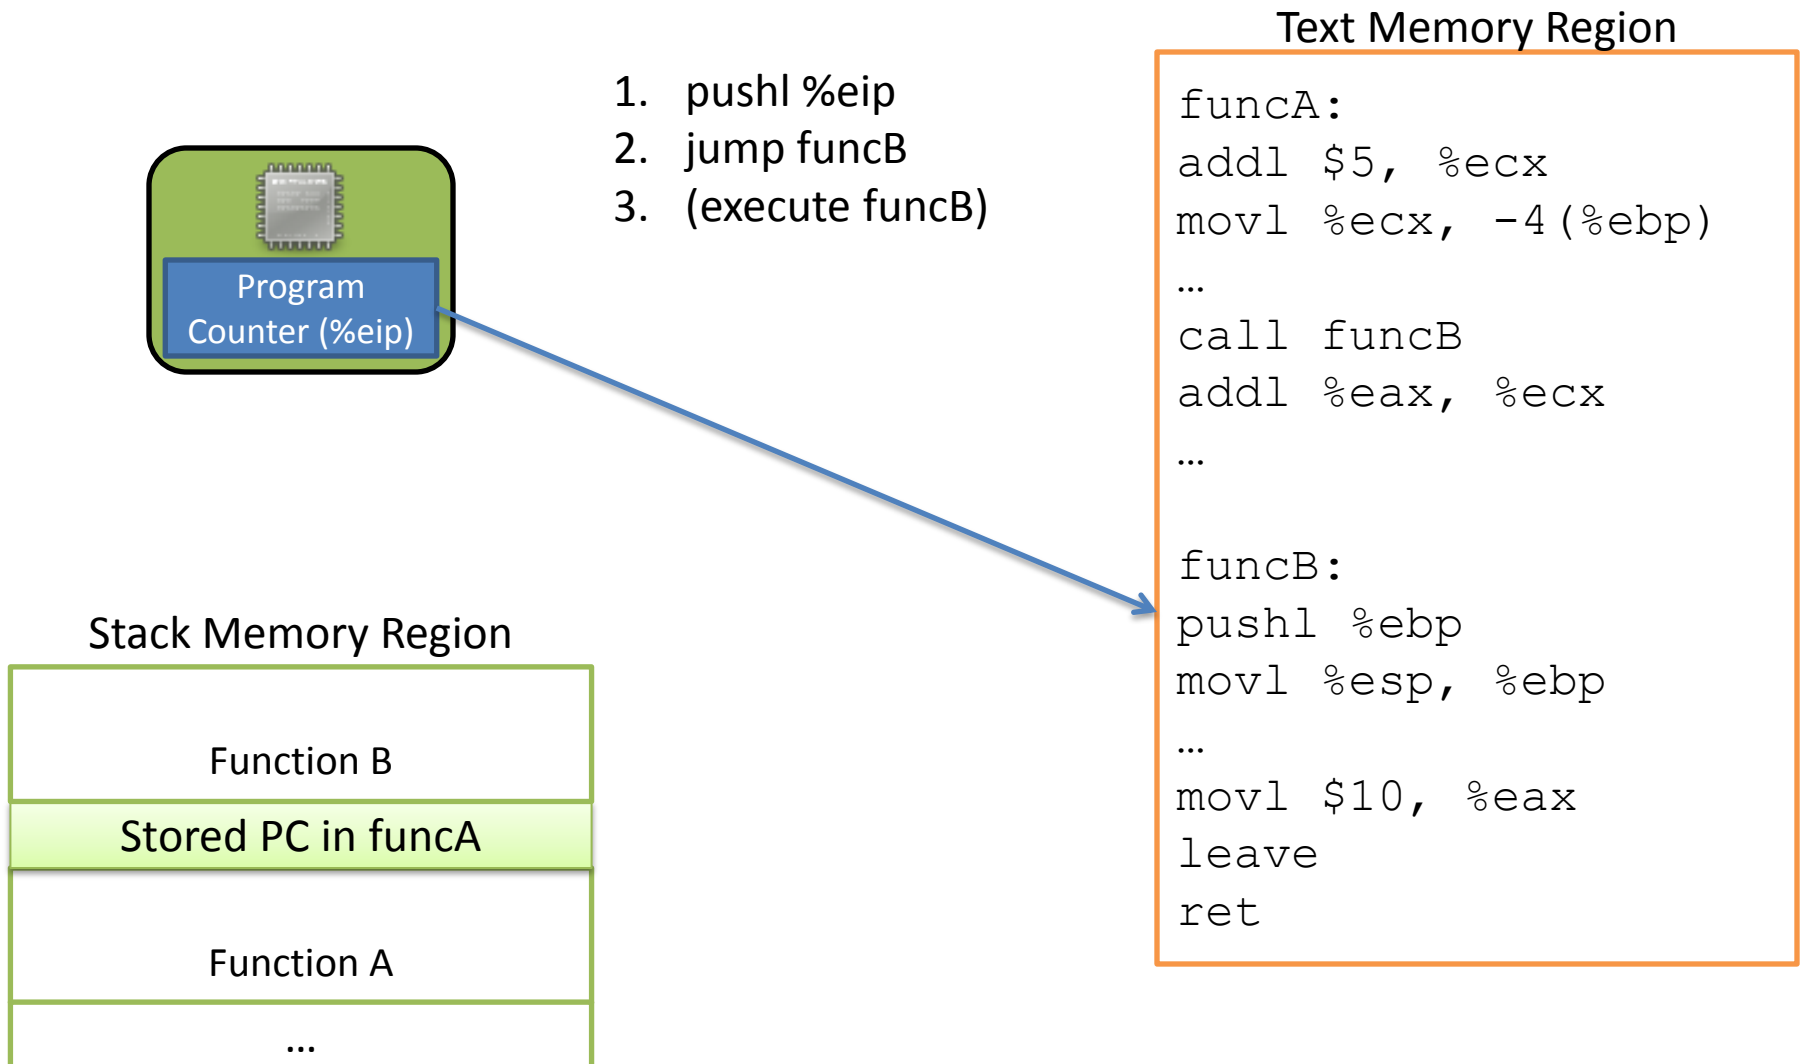 Text Memory Region
1. pushl %eip
2. jump funcB
3. (execute funcB)
Program
Counter (%eip)
funcA:
addl $5, %ecx
movl %ecx, -4(%ebp)
…
call funcB
addl %eax, %ecx
…
funcB:
pushl %ebp
movl %esp, %ebp
…
movl $10, %eax
leave
ret
Stack Memory Region
Function B
Stored PC in funcA
Function A
…